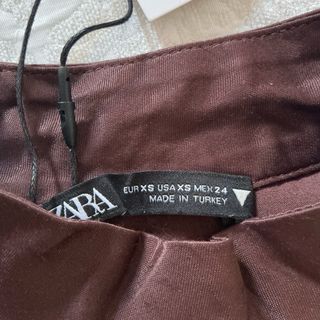 ZARA
EUR XS USA XS MEX 24
MADE IN TURKEY